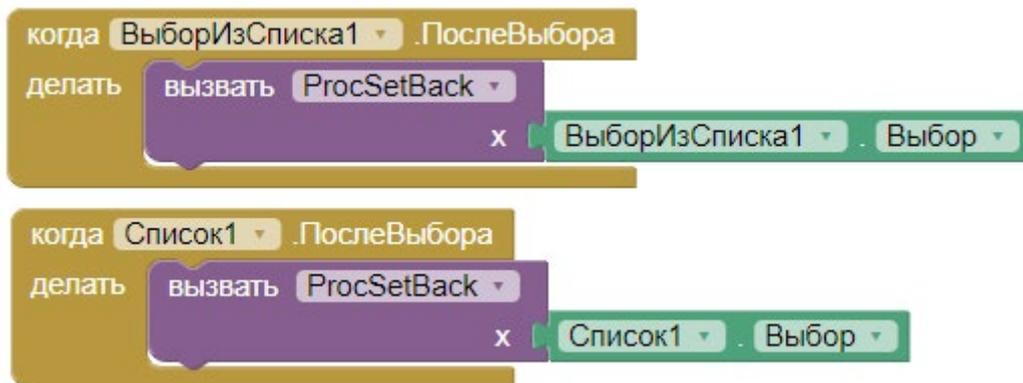 когда ВыборИзСписка1 .ПослеВыбора
делать вызвать ProcSetBack
x ВыборИзСписка1 . Выбор
когда Список1 .ПослеВыбора
делать вызвать ProcSetBack
x Список1 . Выбор